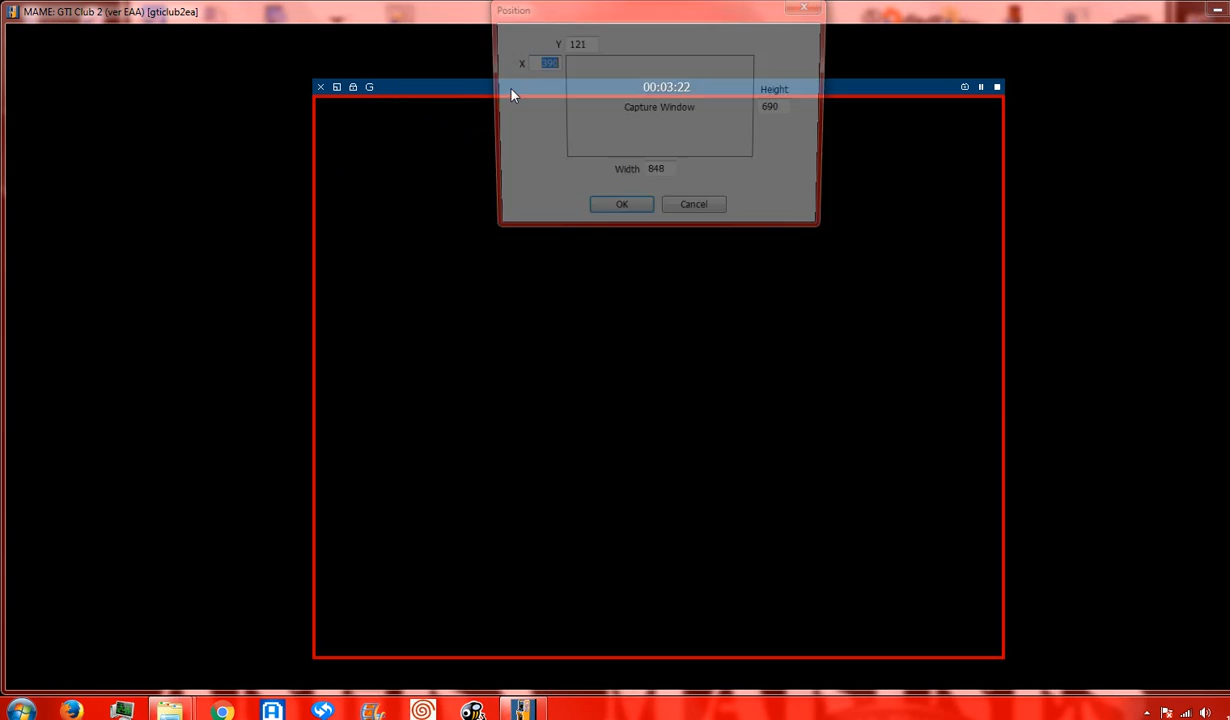 MAME: GTI Club 2 (ver EAA) [gticlub2ea]
Position
Y 121
X 390
00:03:22
Height
Capture Window
690
Width 848
OK Cancel